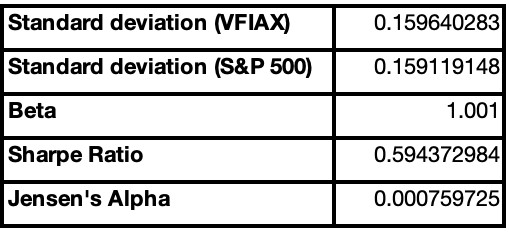 Standard deviation (VFIAX) 0.159640283
Standard deviation (S&P 500) 0.159119148
Beta 1.001
Sharpe Ratio 0.594372984
Jensen's Alpha 0.000759725